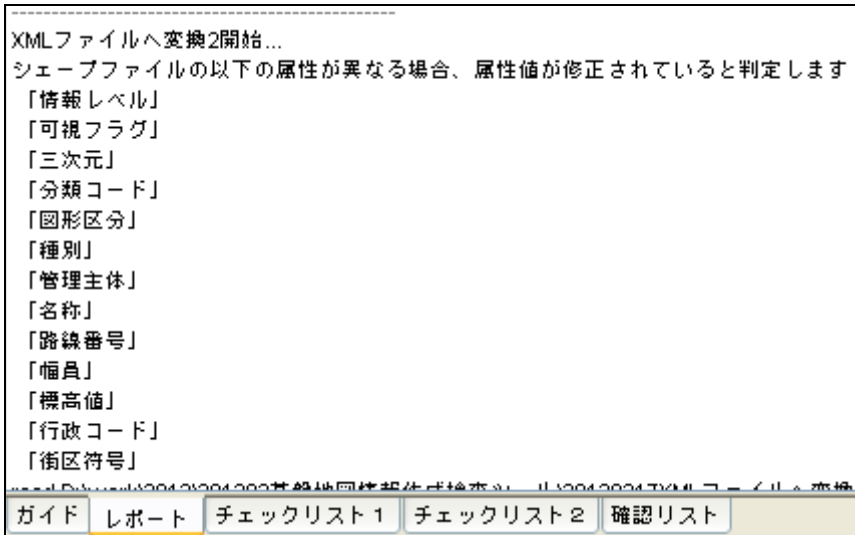 XMLファイルへ変換2開始...
シェープファイルの以下の属性が異なる場合、属性値が修正されていると判定します
「情報レベル」
「可視フラグ」
「三次元」
「分類コード」
「図形区分」
「種別」
「管理主体」
「名称」
「路線番号」
「幅員」
「標高値」
「行政コード」
「街区符号」
ガイド レポート チェックリスト1 チェックリスト2 確認リスト